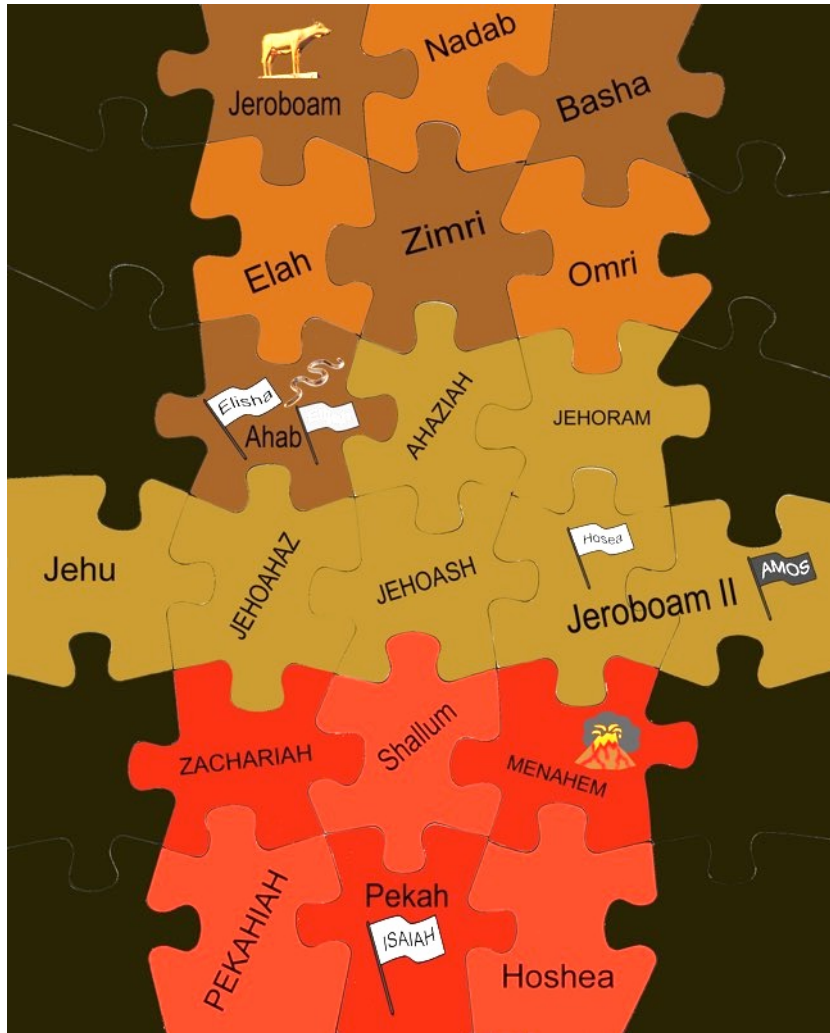 Jeroboam
Nadab
Basha
Elah
Zimri
Omri
Elisha
Ahab
AHAZIAH
JEHORAM
Jehu
JEHOAHAZ
JEHOASH
Hosea
Jeroboam II
AMOS
ZACHARIAH
Shallum
MENAHEM
PEKAHIAH
Pekah
ISAIAH
Hoshea